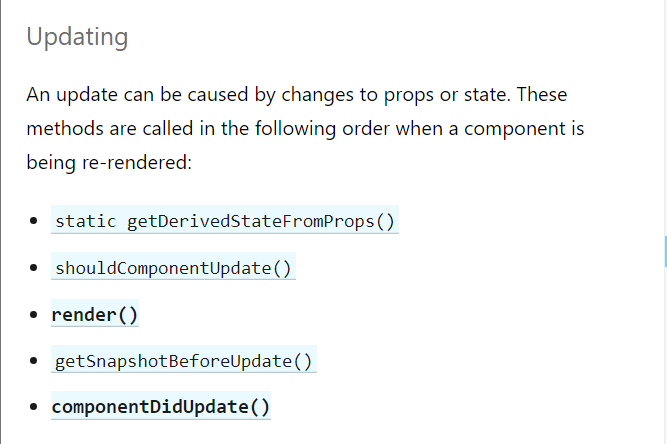 Updating
An update can be caused by changes to props or state. These
methods are called in the following order when a component is
being re-rendered:
static getDerivedStateFromProps()
shouldComponentUpdate()
render()
getSnapshotBeforeUpdate()
componentDidUpdate()